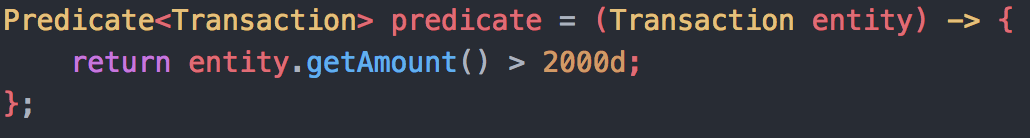 Predicate<Transaction> predicate = (Transaction entity) -> {
    return entity.getAmount() > 2000d;
};